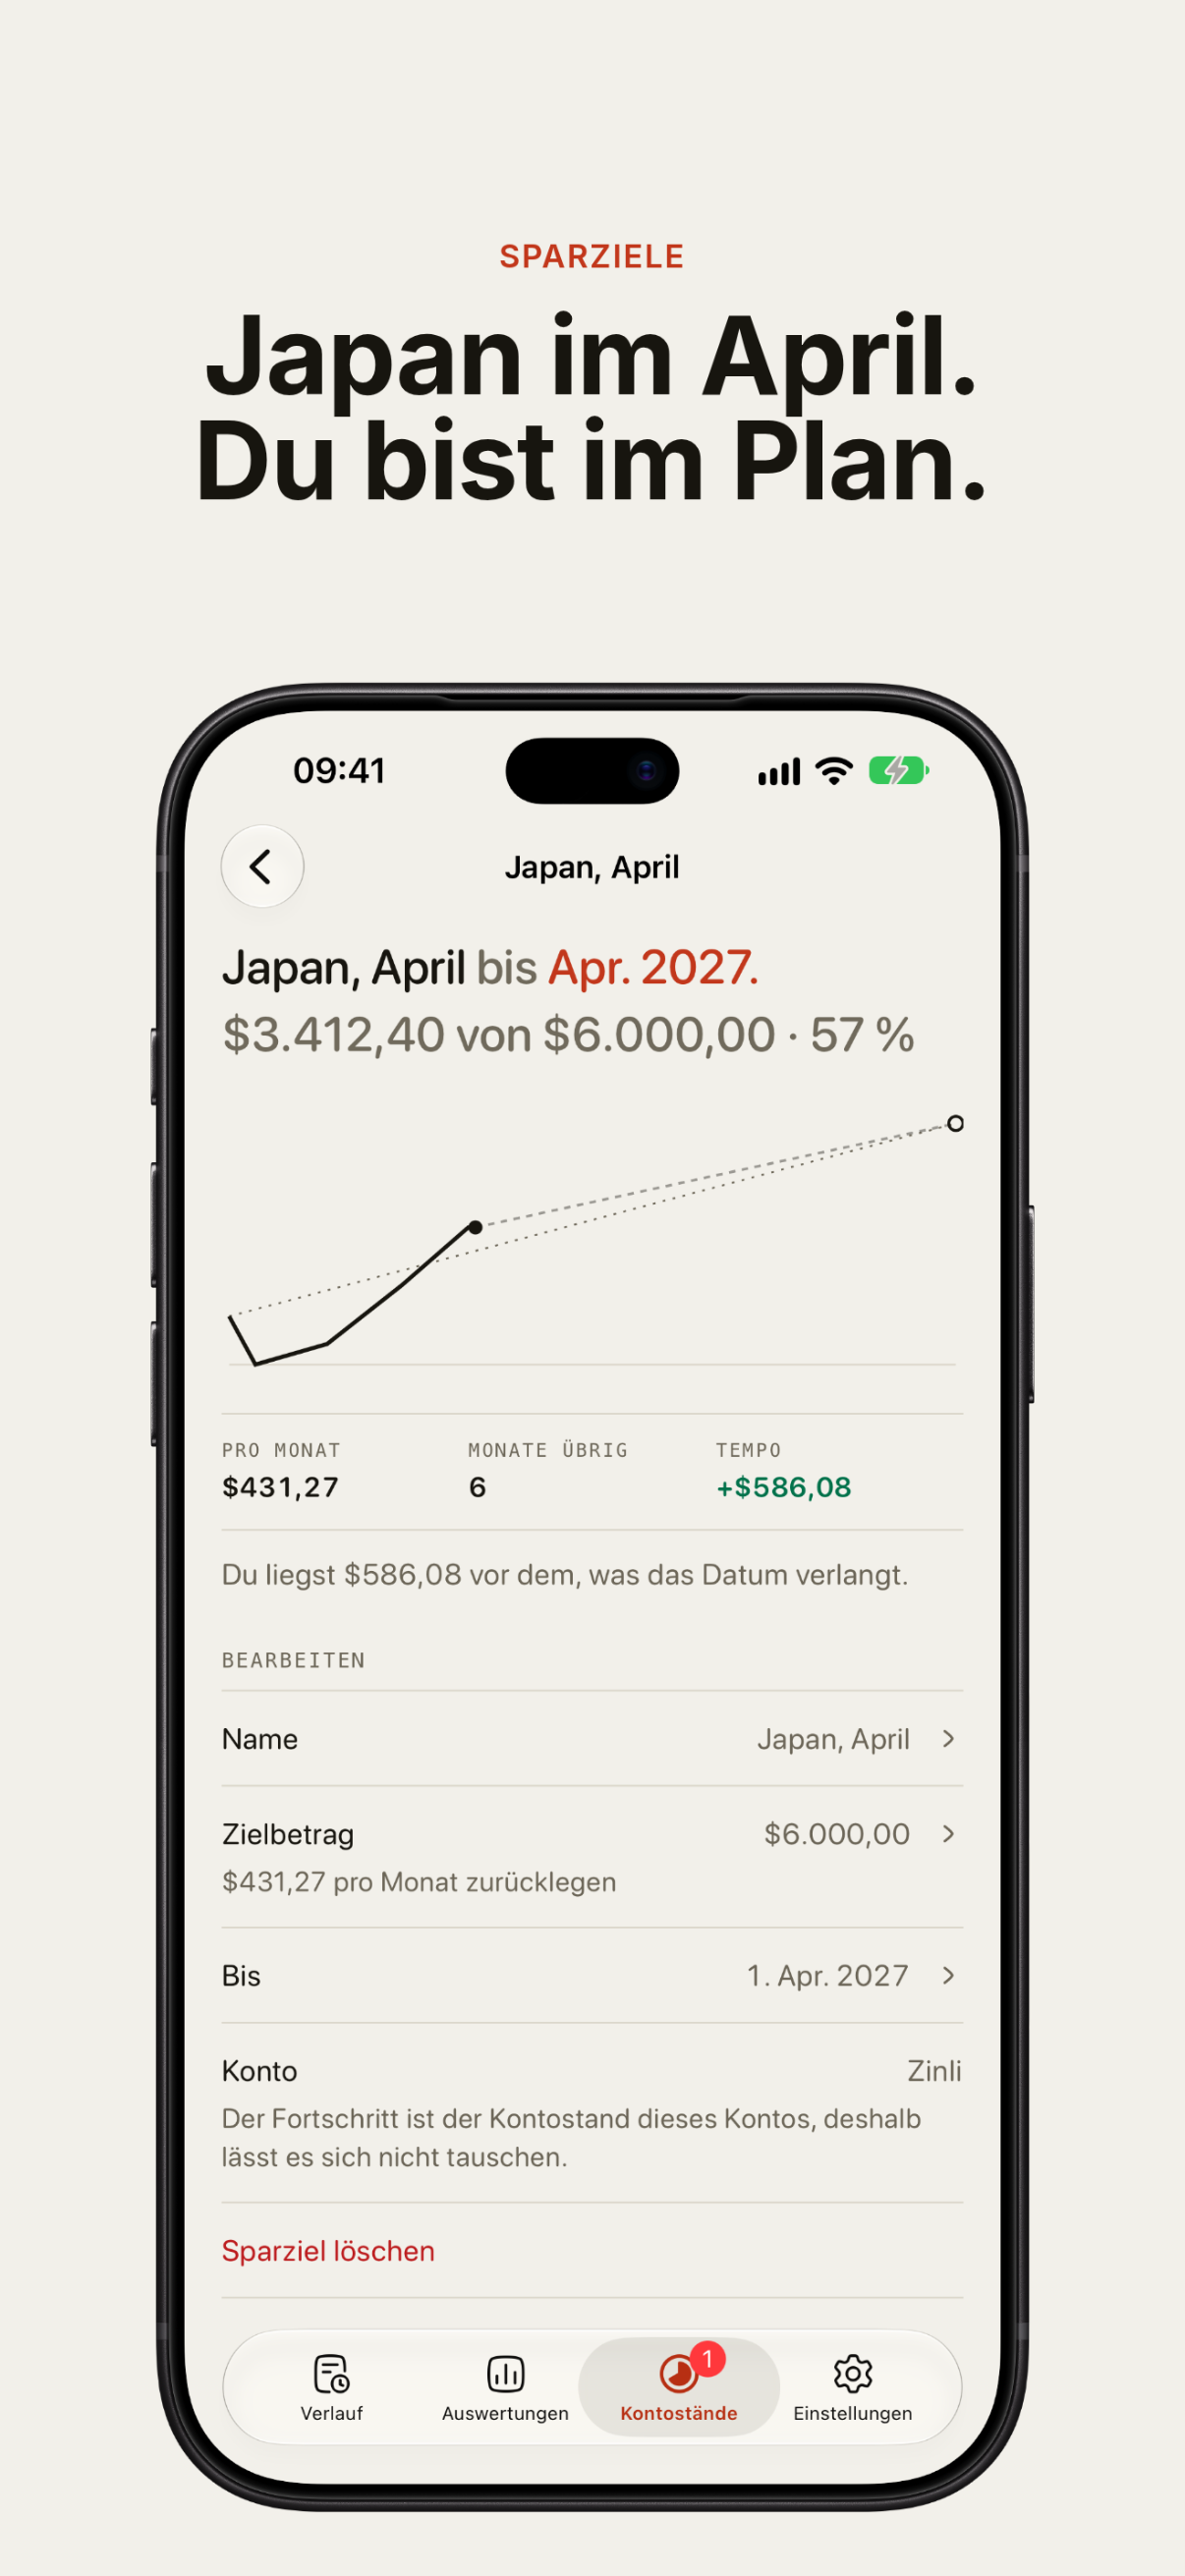 SPARZIELE
Japan im April.
Du bist im Plan.
09:41
Japan, April
Japan, April bis Apr. 2027.
$3.412,40 von $6.000,00 · 57 %
PRO MONAT MONATE ÜBRIG TEMPO
$431,27 6 +$586,08
Du liegst $586,08 vor dem, was das Datum verlangt.
BEARBEITEN
Name Japan, April
Zielbetrag $6.000,00
$431,27 pro Monat zurücklegen
Bis 1. Apr. 2027
Konto Zinli
Der Fortschritt ist der Kontostand dieses Kontos, deshalb
lässt es sich nicht tauschen.
Sparziel löschen
1
Verlauf Auswertungen Kontostände Einstellungen